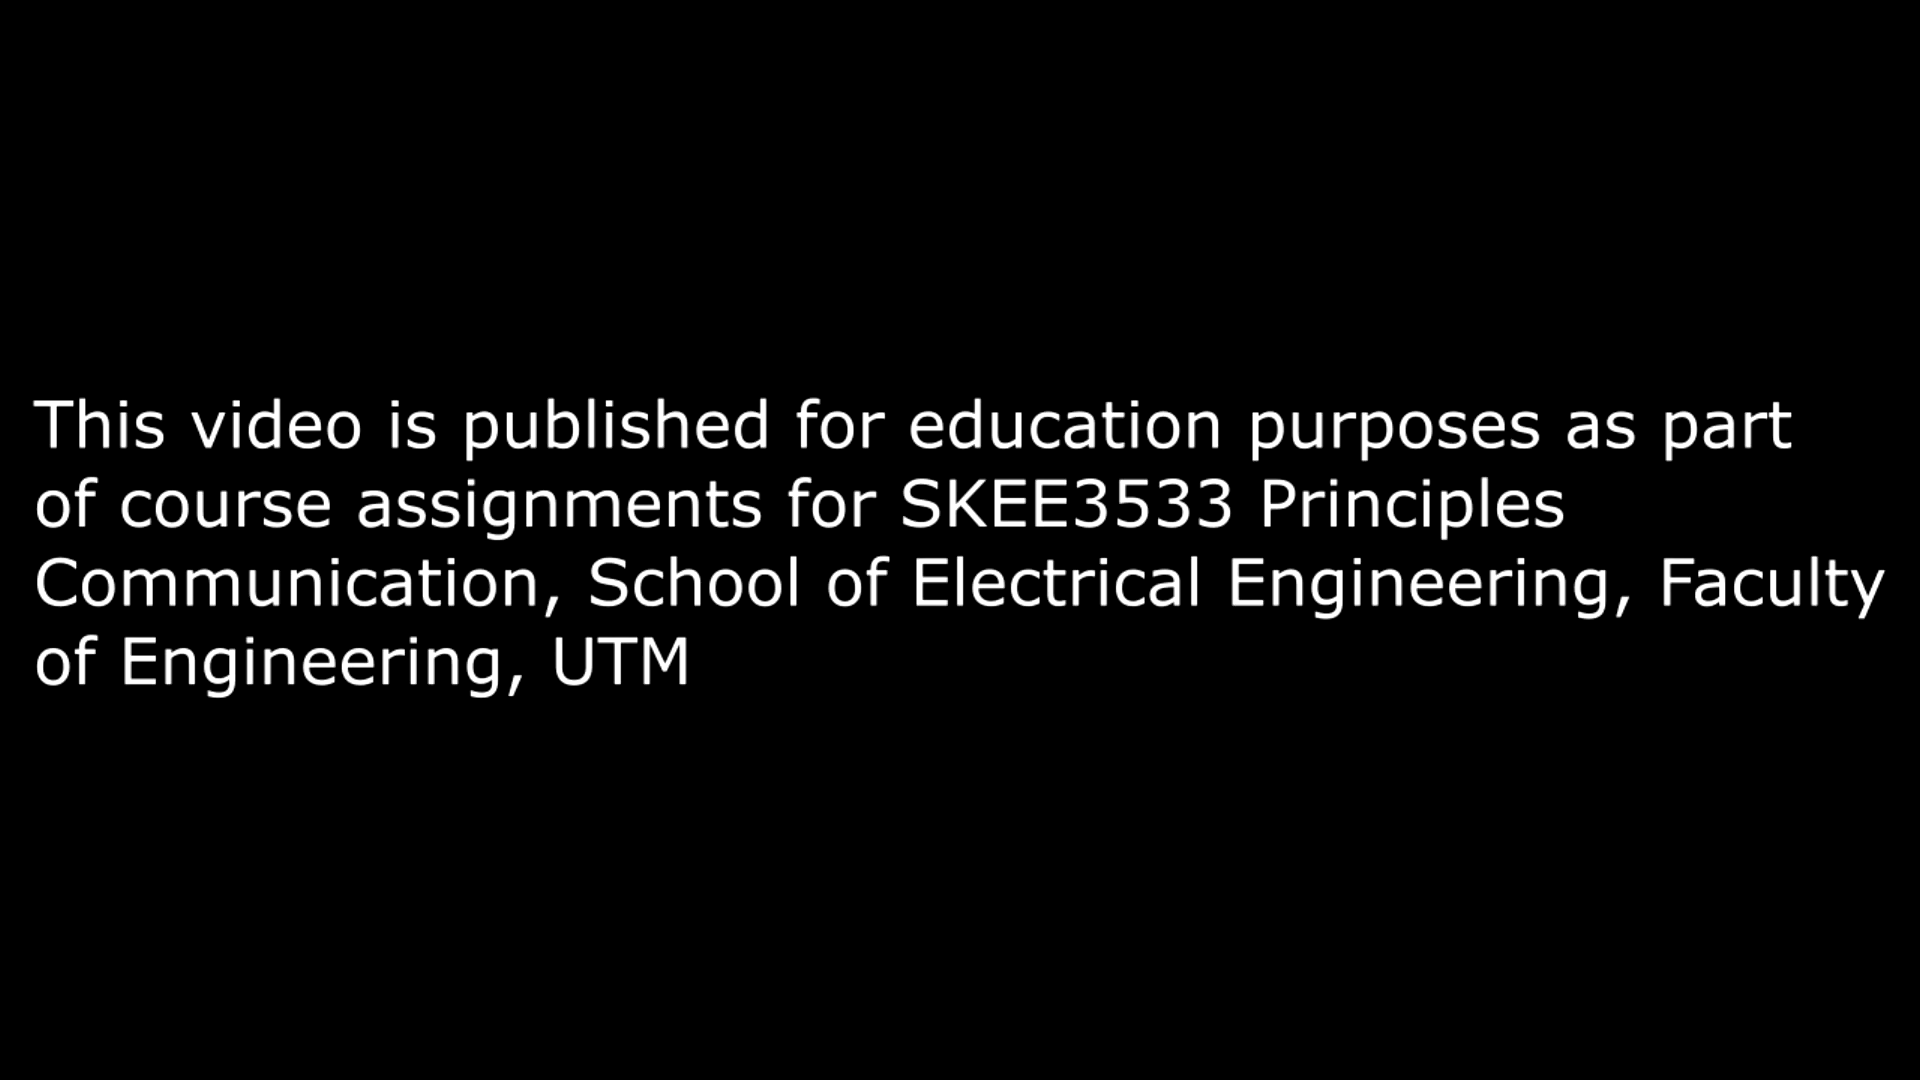 This video is published for education purposes as part
of course assignments for SKEE3533 Principles
Communication, School of Electrical Engineering, Faculty
of Engineering, UTM